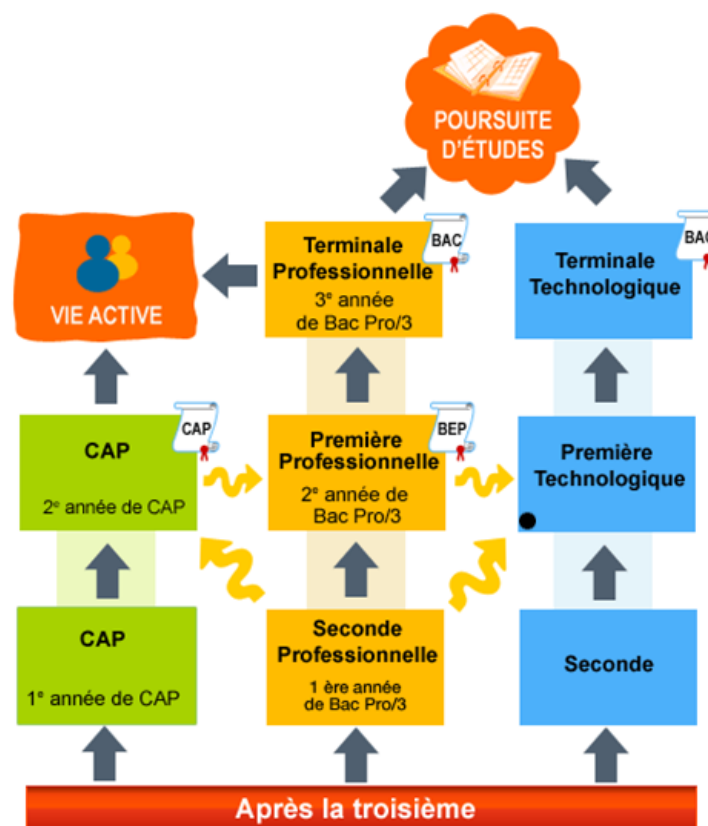 POURSUITE
D'ÉTUDES
VIE ACTIVE
Terminale
Professionnelle
3e année
de Bac Pro/3
BAC
Terminale
Technologique
BAC
CAP
2e année de CAP
CAP
Première
Professionnelle
2e année de
Bac Pro/3
BEP
Première
Technologique
CAP
1e année de CAP
Seconde
Professionnelle
1 ère année
de Bac Pro/3
Seconde
Après la troisième